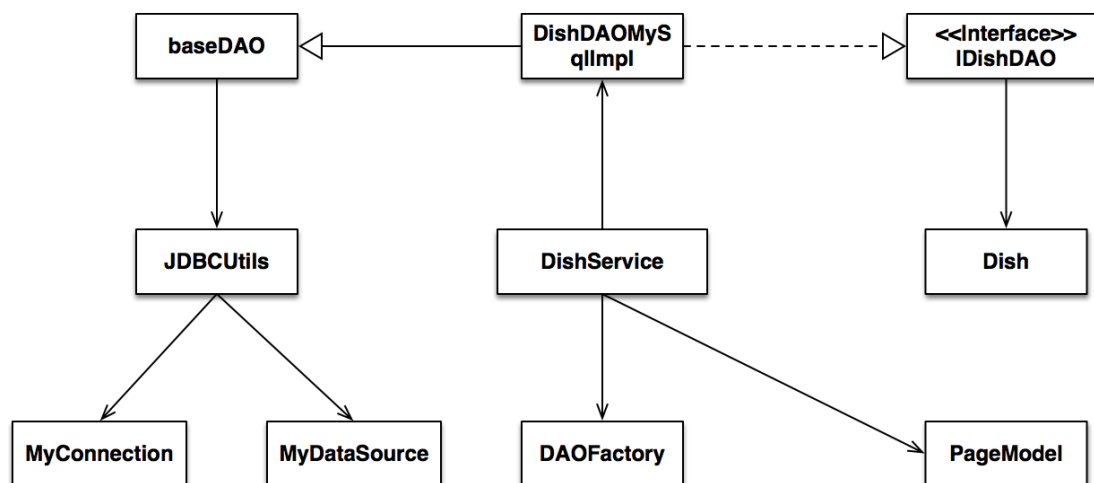 baseDAO
DishDAOMyS
qlImpl
<<Interface>>
IDishDAO
JDBCUtils
DishService
Dish
MyConnection
MyDataSource
DAOFactory
PageModel